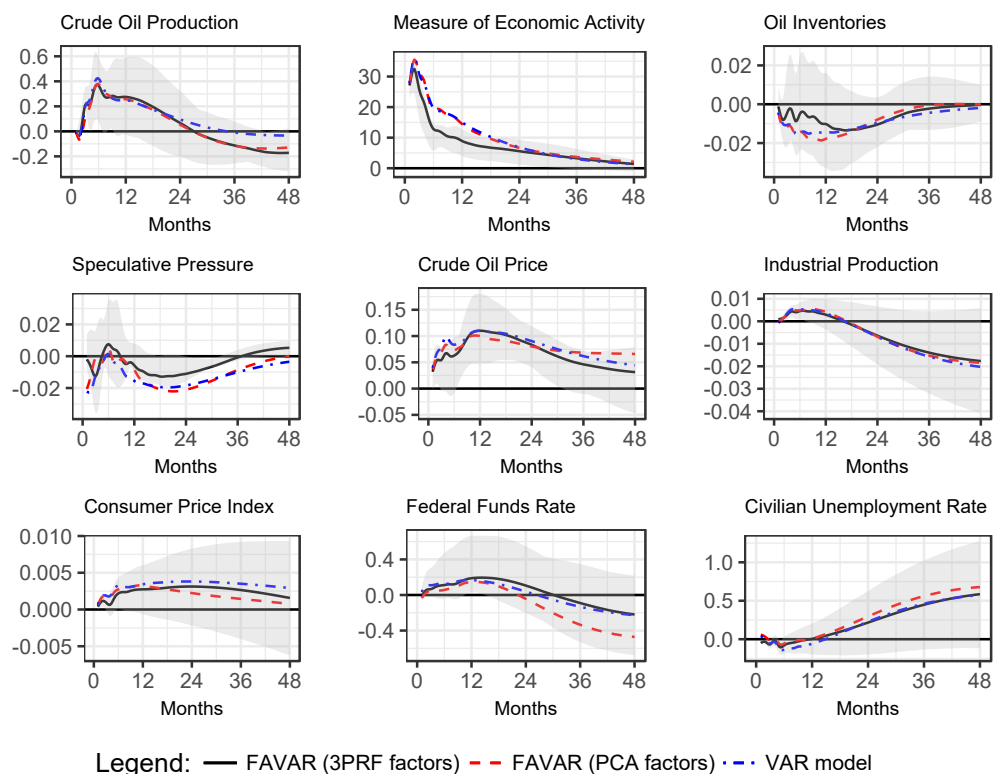 Crude Oil Production
0.6
0.4
0.2
0.0
-0.2
0 12 24 36 48
Months
Measure of Economic Activity
30
20
10
0
0 12 24 36 48
Months
Oil Inventories
0.02
0.00
-0.02
0 12 24 36 48
Months
Speculative Pressure
0.02
0.00
-0.02
0 12 24 36 48
Months
Crude Oil Price
0.15
0.10
0.05
0.00
-0.05
0 12 24 36 48
Months
Industrial Production
0.01
0.00
-0.01
-0.02
-0.03
-0.04
0 12 24 36 48
Months
Consumer Price Index
0.010
0.005
0.000
-0.005
0 12 24 36 48
Months
Federal Funds Rate
0.4
0.0
-0.4
0 12 24 36 48
Months
Civilian Unemployment Rate
1.0
0.5
0.0
0 12 24 36 48
Months
Legend: FAVAR (3PRF factors) FAVAR (PCA factors) VAR model